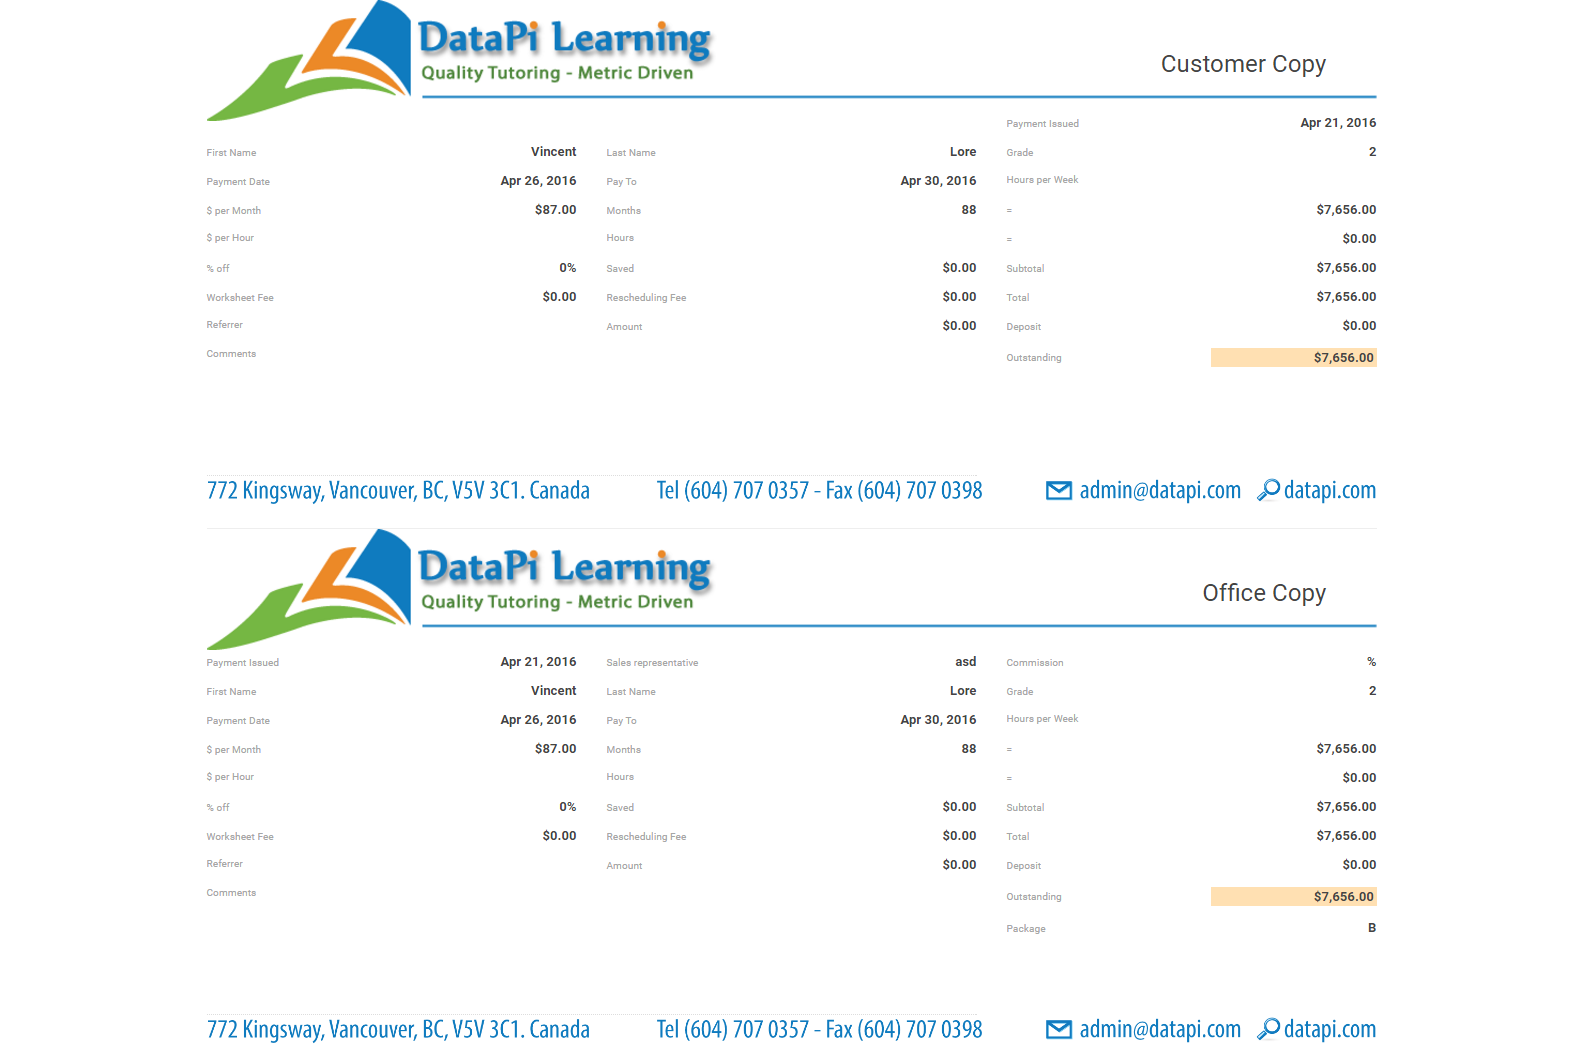 DataPi Learning
Quality Tutoring - Metric Driven
Customer Copy
Payment Issued Apr 21, 2016
First Name Vincent Last Name Lore Grade 2
Payment Date Apr 26, 2016 Pay To Apr 30, 2016 Hours per Week
$ per Month $87.00 Months 88 = $7,656.00
$ per Hour Hours = $0.00
% off 0% Saved $0.00 Subtotal $7,656.00
Worksheet Fee $0.00 Rescheduling Fee $0.00 Total $7,656.00
Referrer Amount $0.00 Deposit $0.00
Comments Outstanding $7,656.00
772 Kingsway, Vancouver, BC, V5V 3C1. Canada Tel (604) 707 0357 - Fax (604) 707 0398 admin@datapi.com datapi.com
DataPi Learning
Quality Tutoring - Metric Driven
Office Copy
Payment Issued Apr 21, 2016 Sales representative asd Commission %
First Name Vincent Last Name Lore Grade 2
Payment Date Apr 26, 2016 Pay To Apr 30, 2016 Hours per Week
$ per Month $87.00 Months 88 = $7,656.00
$ per Hour Hours = $0.00
% off 0% Saved $0.00 Subtotal $7,656.00
Worksheet Fee $0.00 Rescheduling Fee $0.00 Total $7,656.00
Referrer Amount $0.00 Deposit $0.00
Comments Outstanding $7,656.00
Package B
772 Kingsway, Vancouver, BC, V5V 3C1. Canada Tel (604) 707 0357 - Fax (604) 707 0398 admin@datapi.com datapi.com